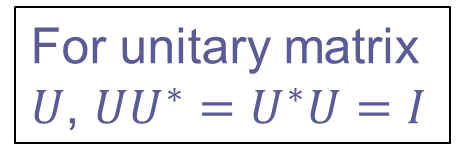 For unitary matrix
U, UU* = U*U = I